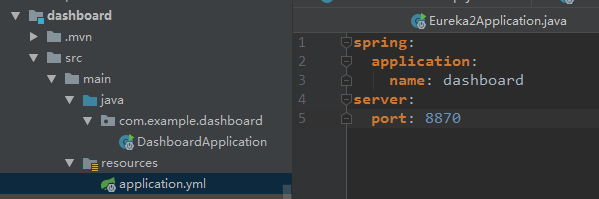 dashboard
.mvn
src
main
java
com.example.dashboard
DashboardApplication
resources
application.yml
Eureka2Application.java
1 spring:
2 application:
3 name: dashboard
4 server:
5 port: 8870